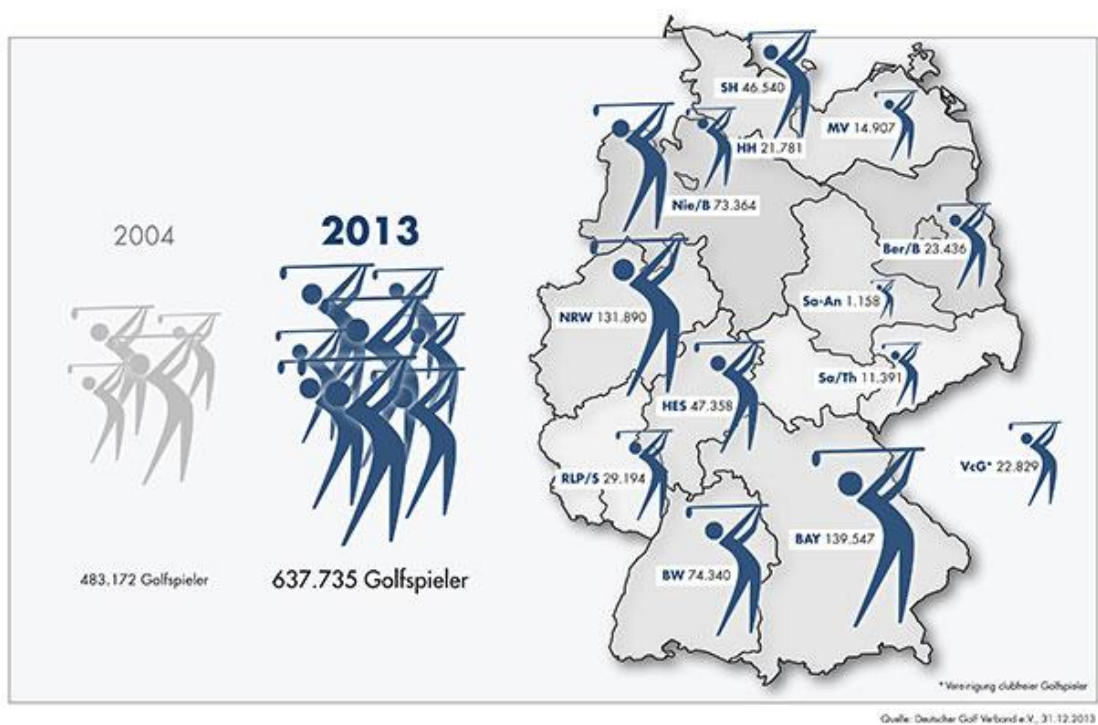 2004
2013
483.172 Golfspieler
637.735 Golfspieler
SH 46.540
MV 14.907
HH 21.781
Nie/B 73.364
Ber/B 23.436
Sa-An 1.158
NRW 131.890
Sa/Th 11.391
HES 47.358
RLP/S 29.194
VcG* 22.829
BAY 139.547
BW 74.340
* Vereinigung clubfreier Golfspieler
Quelle: Deutscher Golf Verband e.V., 31.12.2013